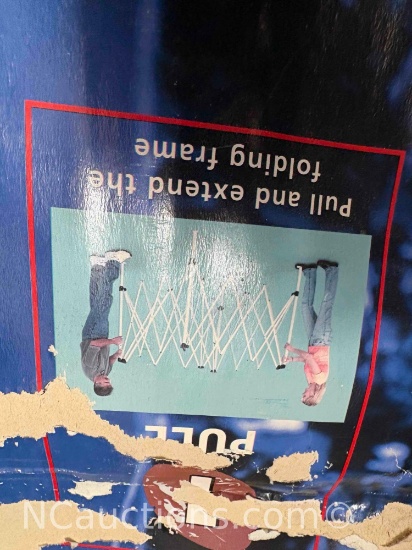 PULL
Pull and extend the
folding frame
NCauctions.com ©